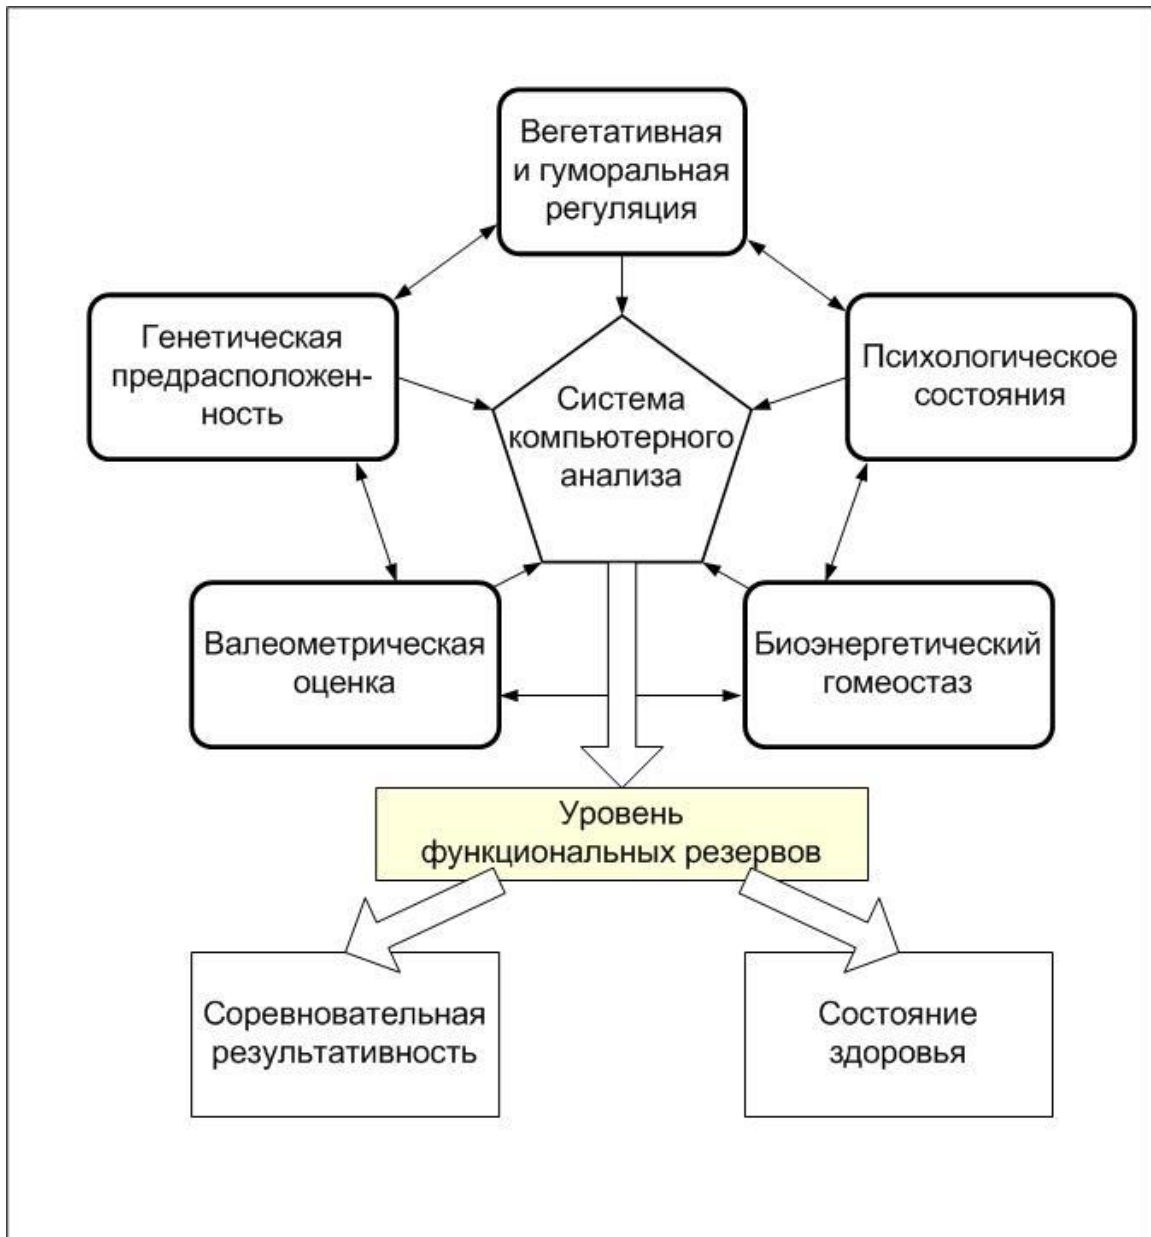 Вегетативная
и гуморальная
регуляция
Генетическая
предрасположен-
ность
Психологическое
состояния
Система
компьютерного
анализа
Валеометрическая
оценка
Биоэнергетический
гомеостаз
Уровень
функциональных резервов
Соревновательная
результативность
Состояние
здоровья